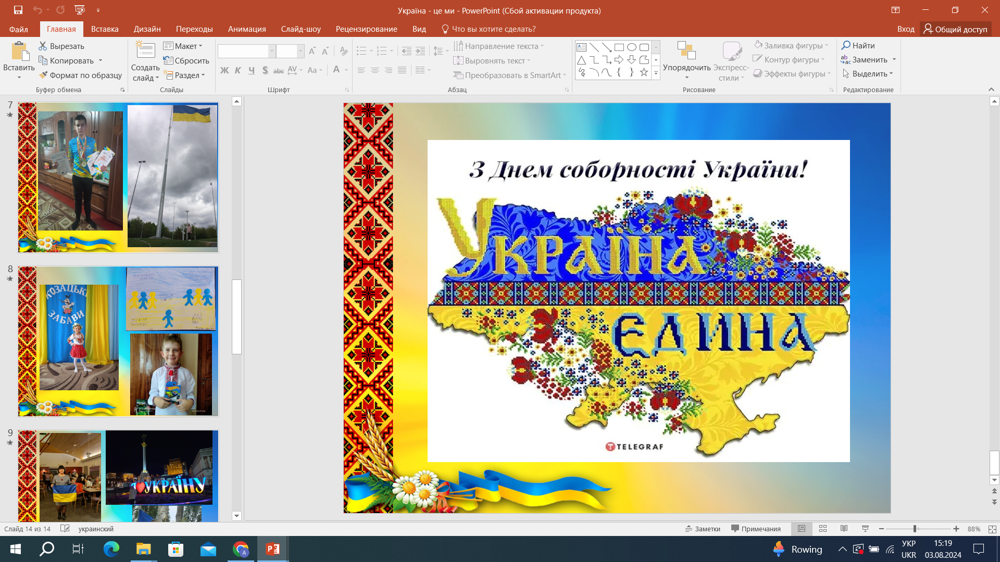 Україна - це ми - PowerPoint (Сбой активации продукта)
Файл Главная Вставка Дизайн Переходы Анимация Слайд-шоу Рецензирование Вид Что вы хотите сделать? Вход Общий доступ
Вставить
Вырезать
Копировать
Формат по образцу
Буфер обмена
Создать слайд
Макет
Сбросить
Раздел
Слайды
Ж К Ч S abc AV Aa A
Шрифт
Направление текста
Выровнять текст
Преобразовать в SmartArt
Абзац
Упорядочить
Экспресс-стили
Заливка фигуры
Контур фигуры
Эффекты фигуры
Рисование
Найти
Заменить
Выделить
Редактирование
7
8
КОЗАЦЬКІ
ЗАБАВИ
9
УКРАЇНУ
З Днем соборності України!
УКРАЇНА
ЄДИНА
TELEGRAF
Слайд 14 из 14 украинский Заметки Примечания 88%
Rowing
УКР
UKR
15:19
03.08.2024